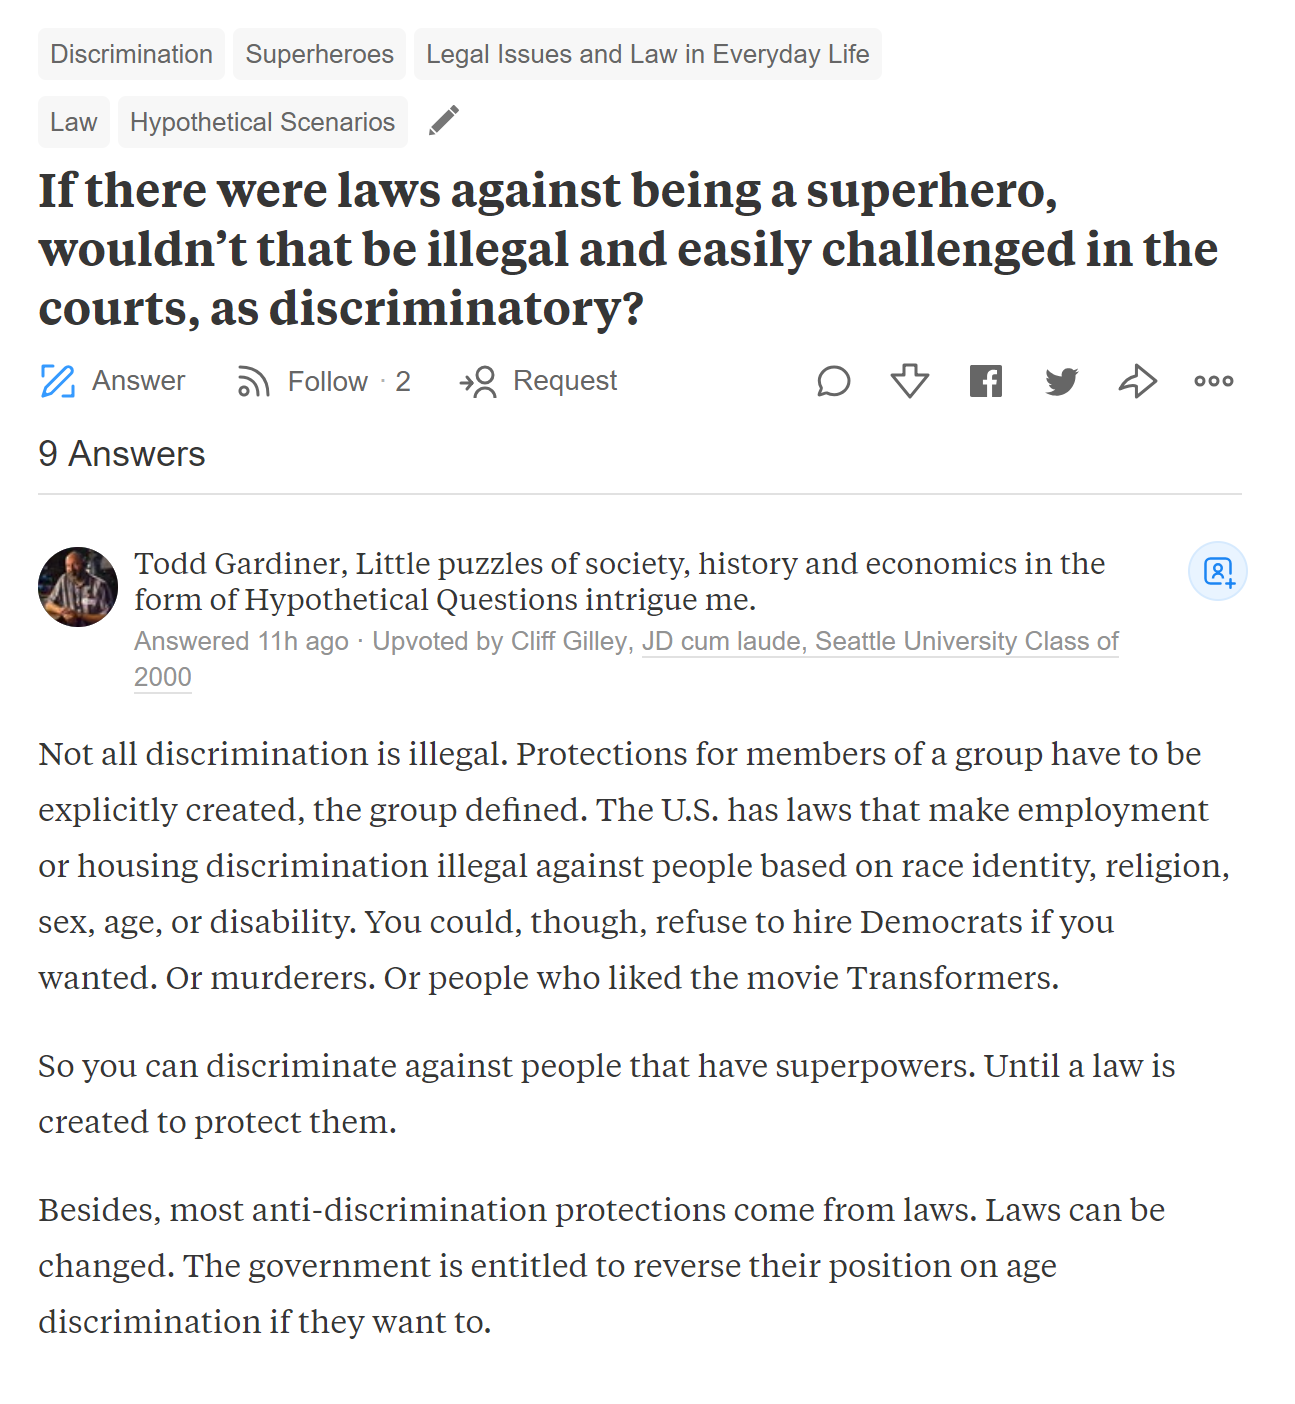 Discrimination Superheroes Legal Issues and Law in Everyday Life
Law Hypothetical Scenarios
If there were laws against being a superhero,
wouldn’t that be illegal and easily challenged in the
courts, as discriminatory?
Answer Follow · 2 Request
9 Answers
Todd Gardiner, Little puzzles of society, history and economics in the
form of Hypothetical Questions intrigue me.
Answered 11h ago · Upvoted by Cliff Gilley, JD cum laude, Seattle University Class of
2000
Not all discrimination is illegal. Protections for members of a group have to be
explicitly created, the group defined. The U.S. has laws that make employment
or housing discrimination illegal against people based on race identity, religion,
sex, age, or disability. You could, though, refuse to hire Democrats if you
wanted. Or murderers. Or people who liked the movie Transformers.
So you can discriminate against people that have superpowers. Until a law is
created to protect them.
Besides, most anti-discrimination protections come from laws. Laws can be
changed. The government is entitled to reverse their position on age
discrimination if they want to.